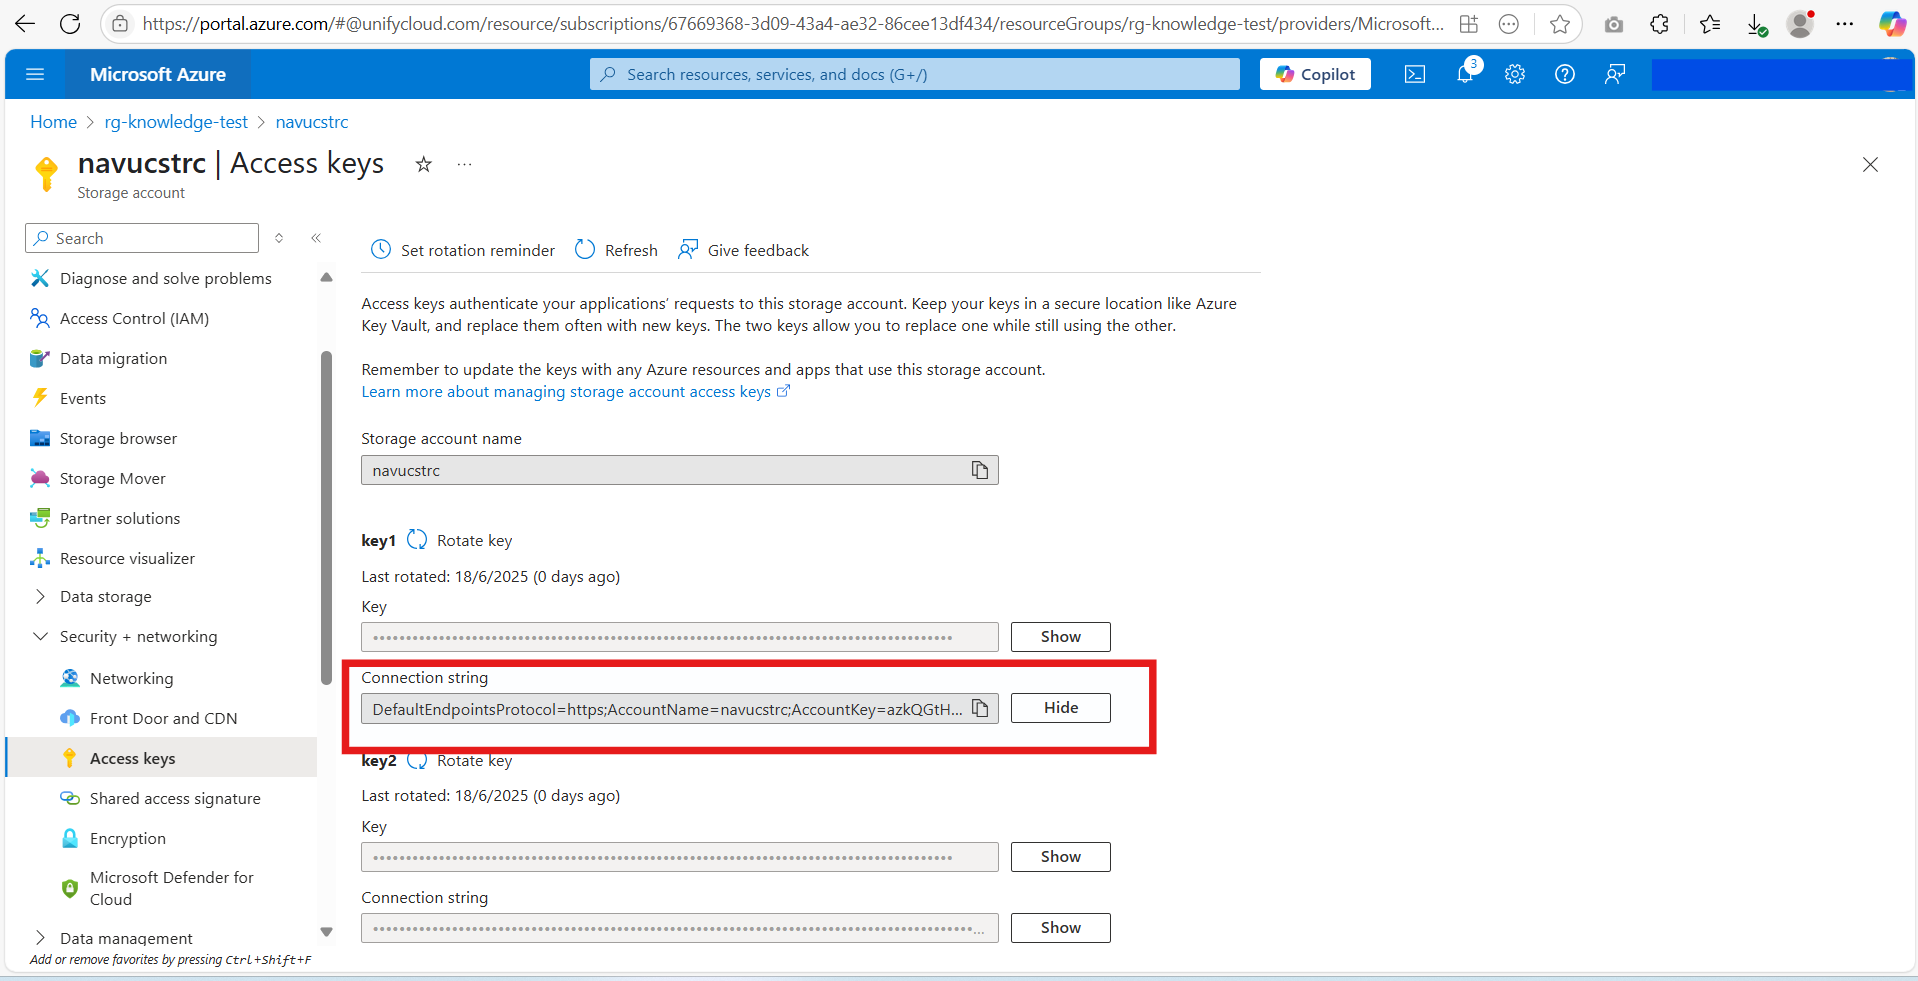 https://portal.azure.com/#@unifycloud.com/resource/subscriptions/67669368-3d09-43a4-ae32-86cee13df434/resourceGroups/rg-knowledge-test/providers/Microsoft...
Microsoft Azure
Search resources, services, and docs (G+/)
Copilot
3
Home > rg-knowledge-test > navucstrc
navucstrc | Access keys
Storage account
Search
Diagnose and solve problems
Access Control (IAM)
Data migration
Events
Storage browser
Storage Mover
Partner solutions
Resource visualizer
Data storage
Security + networking
Networking
Front Door and CDN
Access keys
Shared access signature
Encryption
Microsoft Defender for
Cloud
Data management
Add or remove favorites by pressing Ctrl+Shift+F
Set rotation reminder
Refresh
Give feedback
Access keys authenticate your applications’ requests to this storage account. Keep your keys in a secure location like Azure
Key Vault, and replace them often with new keys. The two keys allow you to replace one while still using the other.
Remember to update the keys with any Azure resources and apps that use this storage account.
Learn more about managing storage account access keys
Storage account name
navucstrc
key1 Rotate key
Last rotated: 18/6/2025 (0 days ago)
Key
Show
Connection string
DefaultEndpointsProtocol=https;AccountName=navucstrc;AccountKey=azkQGtH...
Hide
key2 Rotate key
Last rotated: 18/6/2025 (0 days ago)
Key
Show
Connection string
Show